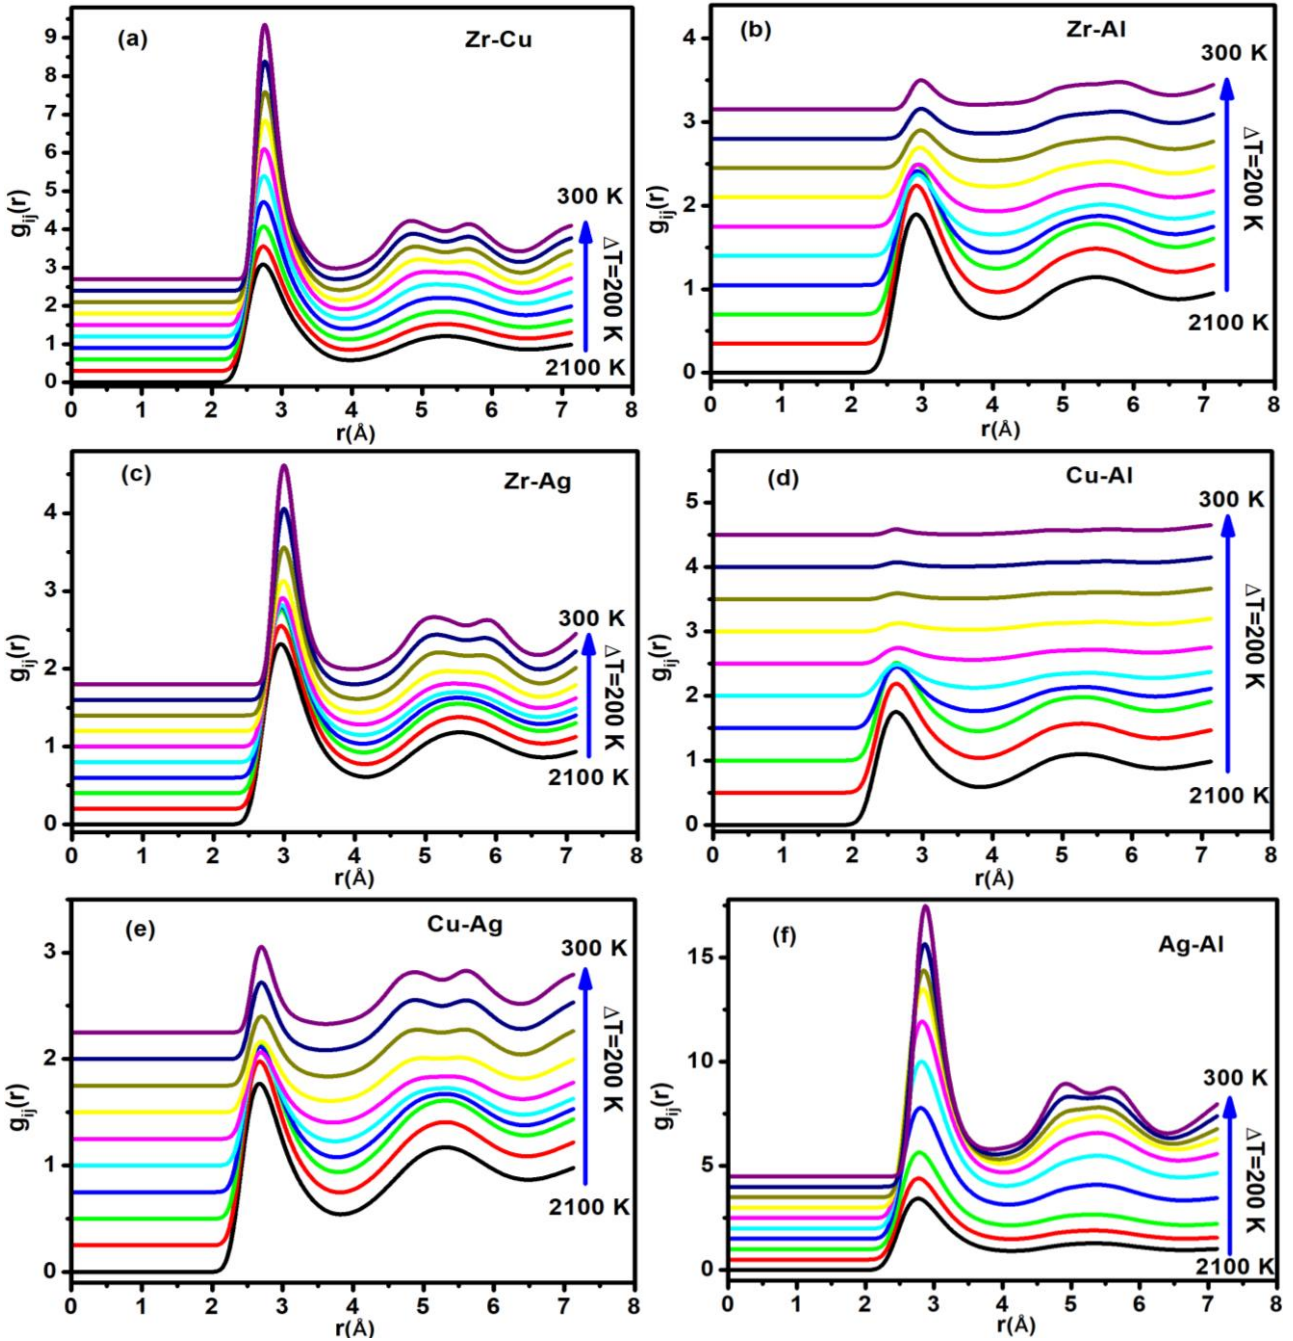 (a)
Zr-Cu
300 K
ΔT=200 K
2100 K
g_ij(r)
9
8
7
6
5
4
3
2
1
0
0 1 2 3 4 5 6 7 8
r(Å)
(b)
Zr-Al
300 K
ΔT=200 K
2100 K
g_ij(r)
4
3
2
1
0
0 1 2 3 4 5 6 7 8
r(Å)
(c)
Zr-Ag
300 K
ΔT=200 K
2100 K
g_ij(r)
4
3
2
1
0
0 1 2 3 4 5 6 7 8
r(Å)
(d)
Cu-Al
300 K
ΔT=200 K
2100 K
g_ij(r)
5
4
3
2
1
0
0 1 2 3 4 5 6 7 8
r(Å)
(e)
Cu-Ag
300 K
ΔT=200 K
2100 K
g_ij(r)
3
2
1
0
0 1 2 3 4 5 6 7 8
r(Å)
(f)
Ag-Al
300 K
ΔT=200 K
2100 K
g_ij(r)
15
10
5
0
0 1 2 3 4 5 6 7 8
r(Å)